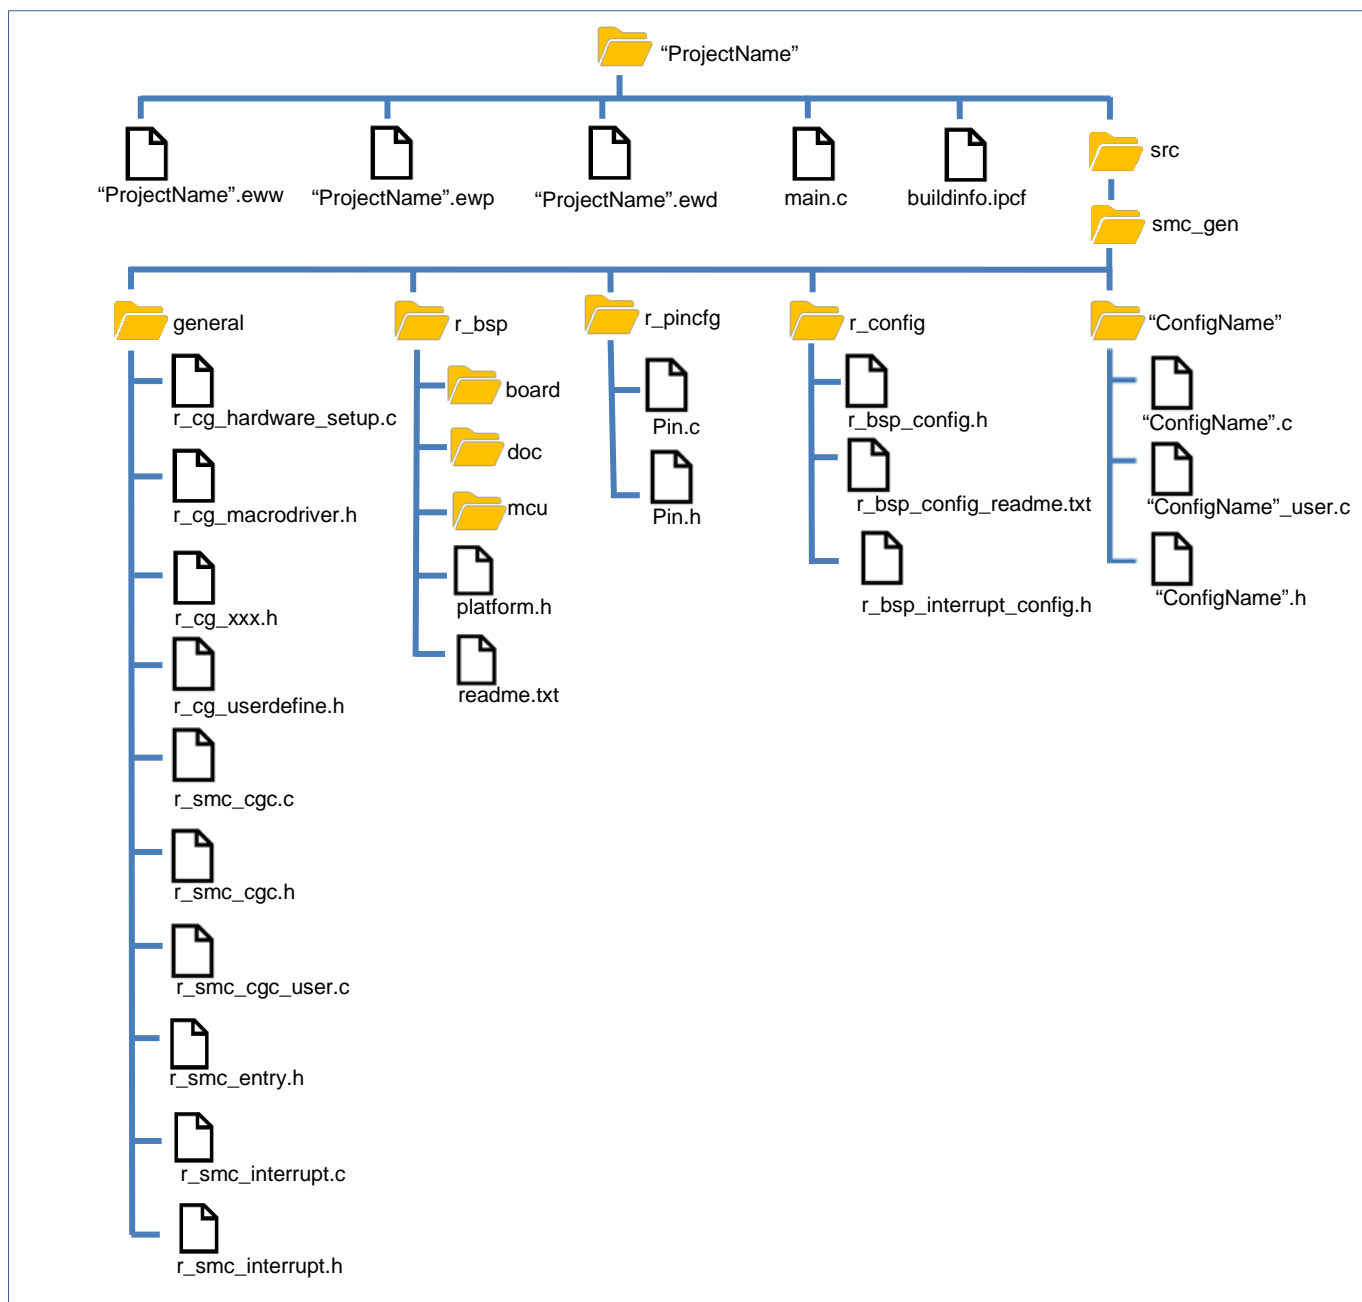 “ProjectName”
“ProjectName”.eww
“ProjectName”.ewp
“ProjectName”.ewd
main.c
buildinfo.ipcf
src
smc_gen
general
r_cg_hardware_setup.c
r_cg_macrodriver.h
r_cg_xxx.h
r_cg_userdefine.h
r_smc_cgc.c
r_smc_cgc.h
r_smc_cgc_user.c
r_smc_entry.h
r_smc_interrupt.c
r_smc_interrupt.h
r_bsp
board
doc
mcu
platform.h
readme.txt
r_pincfg
Pin.c
Pin.h
r_config
r_bsp_config.h
r_bsp_config_readme.txt
r_bsp_interrupt_config.h
“ConfigName”
“ConfigName”.c
“ConfigName”_user.c
“ConfigName”.h